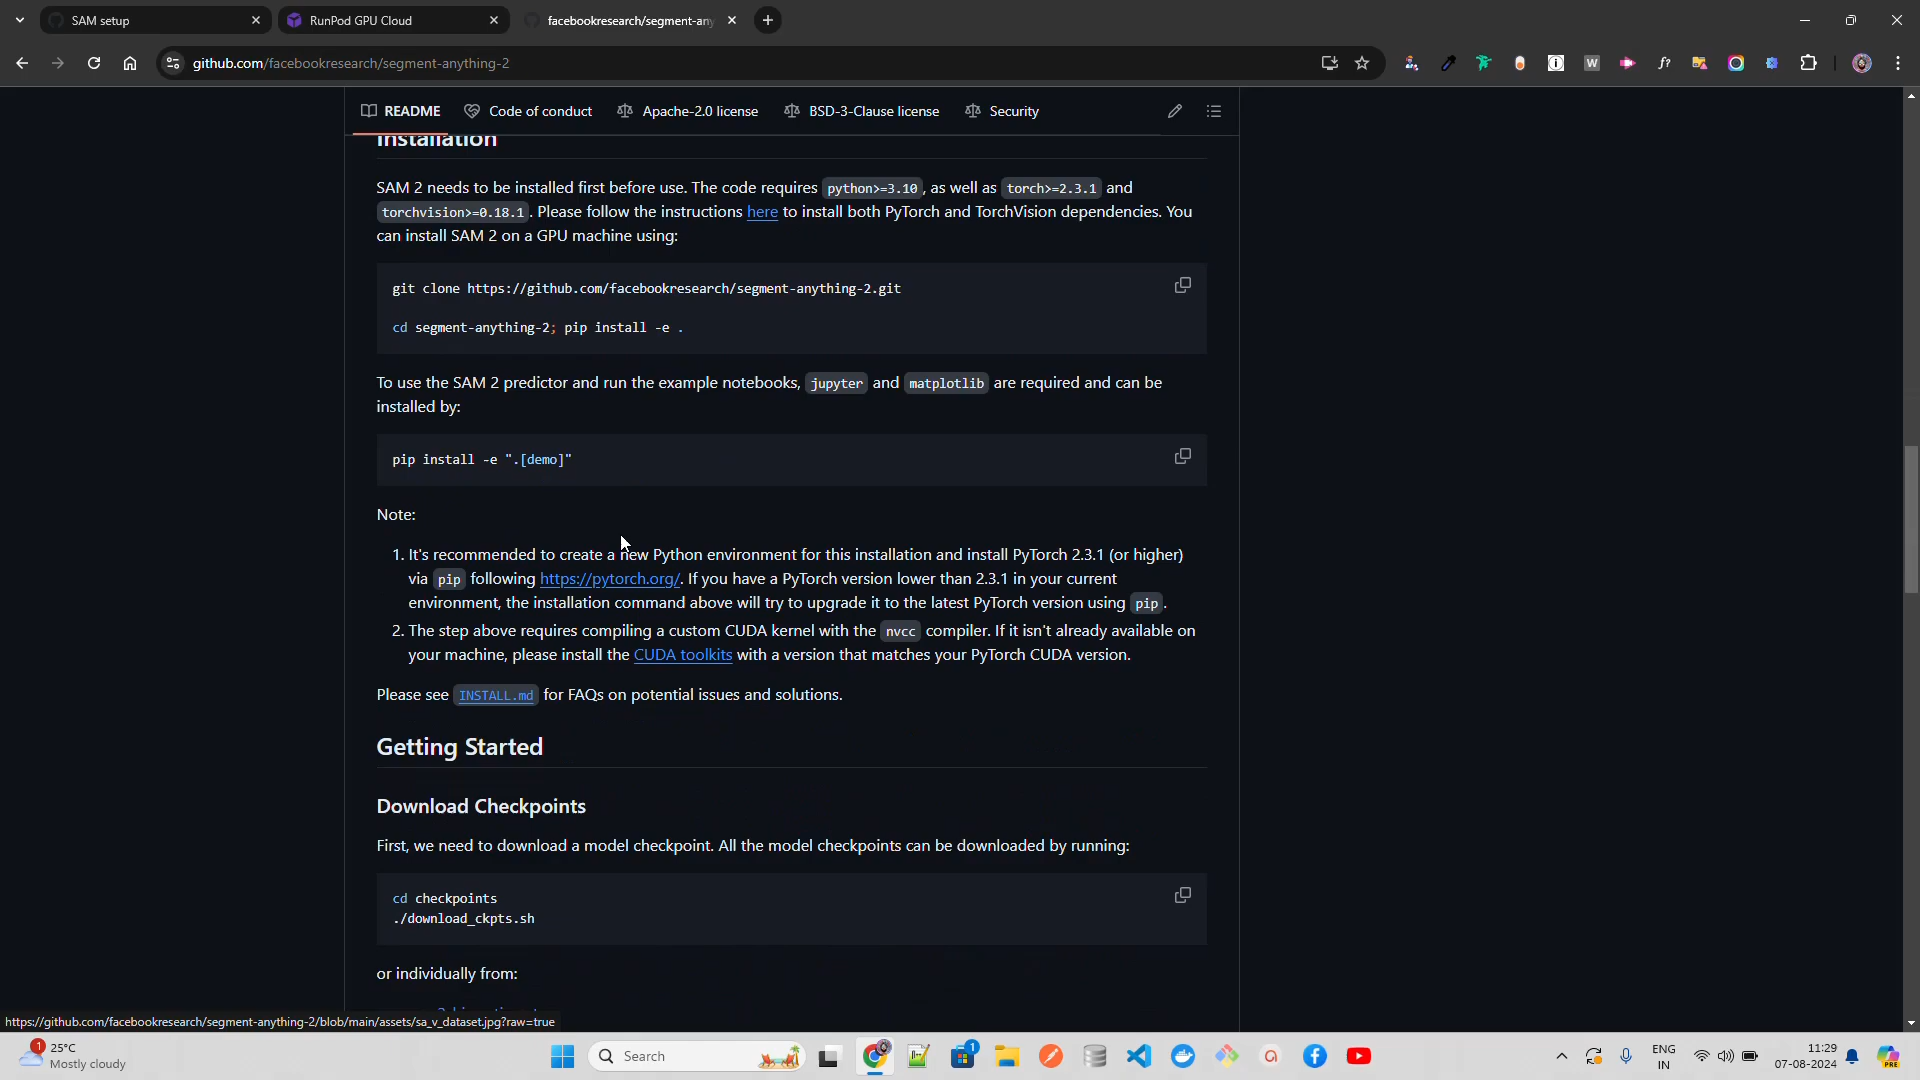 SAM setup
RunPod GPU Cloud
facebookresearch/segment-any
github.com/facebookresearch/segment-anything-2
README
Code of conduct
Apache-2.0 license
BSD-3-Clause license
Security
Installation
SAM 2 needs to be installed first before use. The code requires python>=3.10, as well as torch>=2.3.1 and
torchvision>=0.18.1. Please follow the instructions here to install both PyTorch and TorchVision dependencies. You
can install SAM 2 on a GPU machine using:
git clone https://github.com/facebookresearch/segment-anything-2.git
cd segment-anything-2; pip install -e .
To use the SAM 2 predictor and run the example notebooks, jupyter and matplotlib are required and can be
installed by:
pip install -e ".[demo]"
Note:
1. It's recommended to create a new Python environment for this installation and install PyTorch 2.3.1 (or higher)
via pip following https://pytorch.org/. If you have a PyTorch version lower than 2.3.1 in your current
environment, the installation command above will try to upgrade it to the latest PyTorch version using pip.
2. The step above requires compiling a custom CUDA kernel with the nvcc compiler. If it isn't already available on
your machine, please install the CUDA toolkits with a version that matches your PyTorch CUDA version.
Please see INSTALL.md for FAQs on potential issues and solutions.
Getting Started
Download Checkpoints
First, we need to download a model checkpoint. All the model checkpoints can be downloaded by running:
cd checkpoints
./download_ckpts.sh
or individually from:
https://github.com/facebookresearch/segment-anything-2/blob/main/assets/sa_v_dataset.jpg?raw=true
1
25°C
Mostly cloudy
Search
1
ENG
IN
11:29
07-08-2024
PRE